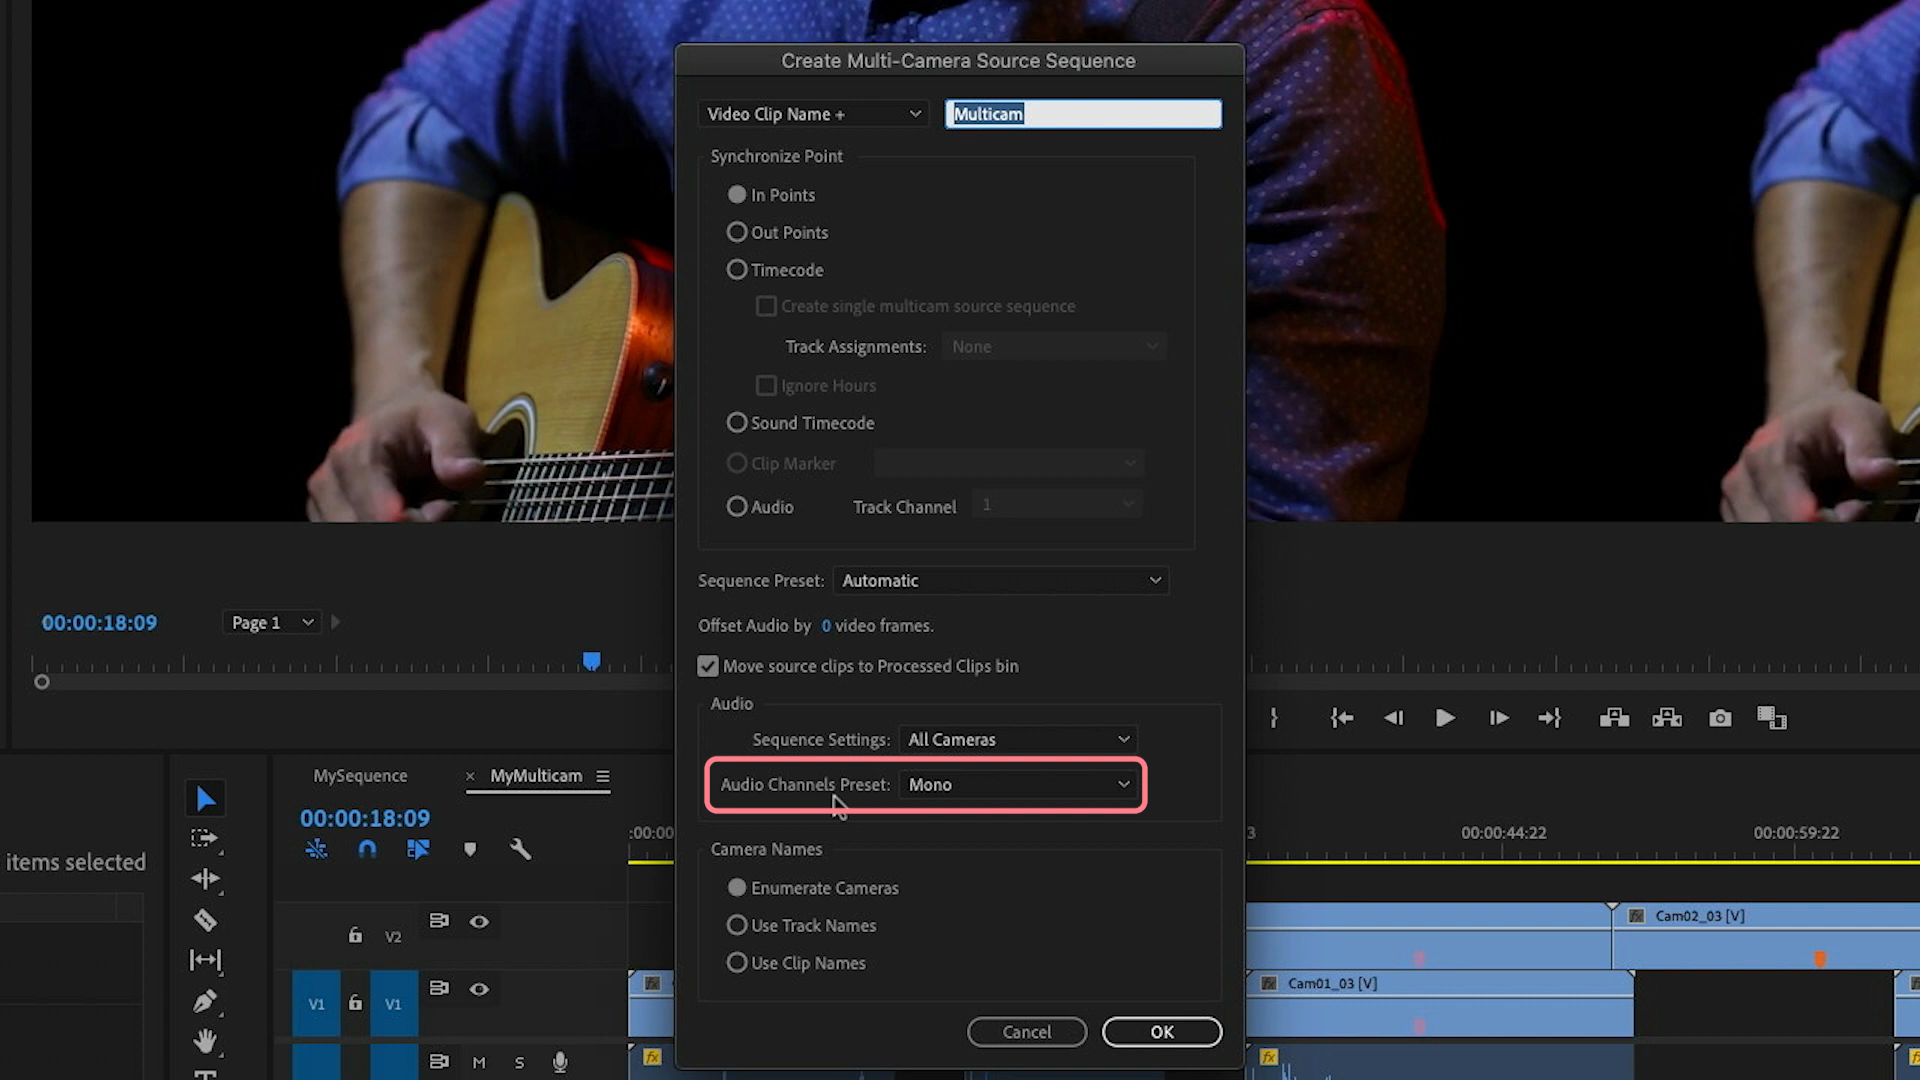 Create Multi-Camera Source Sequence
Video Clip Name +
Multicam
Synchronize Point
In Points
Out Points
Timecode
Create single multicam source sequence
Track Assignments: None
Ignore Hours
Sound Timecode
Clip Marker
Audio Track Channel 1
Sequence Preset: Automatic
Offset Audio by 0 video frames.
Move source clips to Processed Clips bin
Audio
Sequence Settings: All Cameras
Audio Channels Preset: Mono
Camera Names
Enumerate Cameras
Use Track Names
Use Clip Names
Cancel OK
00:00:18:09 Page 1
items selected
MySequence × MyMulticam
00:00:18:09
:00:00 3 00:00:44:22 00:00:59:22
V2
Cam02_03 [V]
V1 V1
Cam01_03 [V]
M S
fx fx